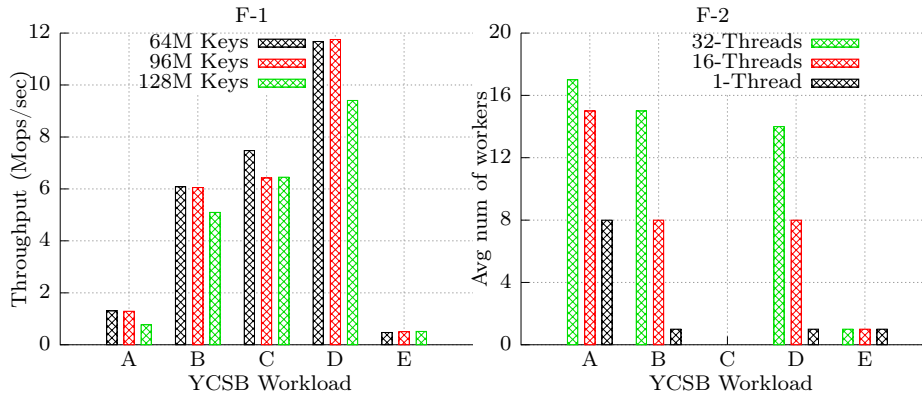 F-1
Throughput (Mops/sec)
12
10
8
6
4
2
0
64M Keys
96M Keys
128M Keys
A B C D E
YCSB Workload
F-2
Avg num of workers
20
16
12
8
4
0
32-Threads
16-Threads
1-Thread
A B C D E
YCSB Workload